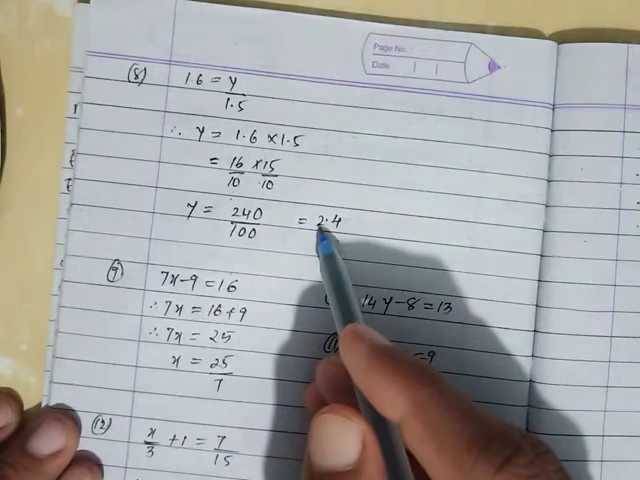 Page No.
Date
(8) 1.6 = y/1.5
∴ y = 1.6 × 1.5
= 16/10 × 15/10
y = 240/100 = 2.4
(9) 7x - 9 = 16
∴ 7x = 16 + 9
∴ 7x = 25
x = 25/7
14y - 8 = 13
= 9
(12) x/3 + 1 = 7/15